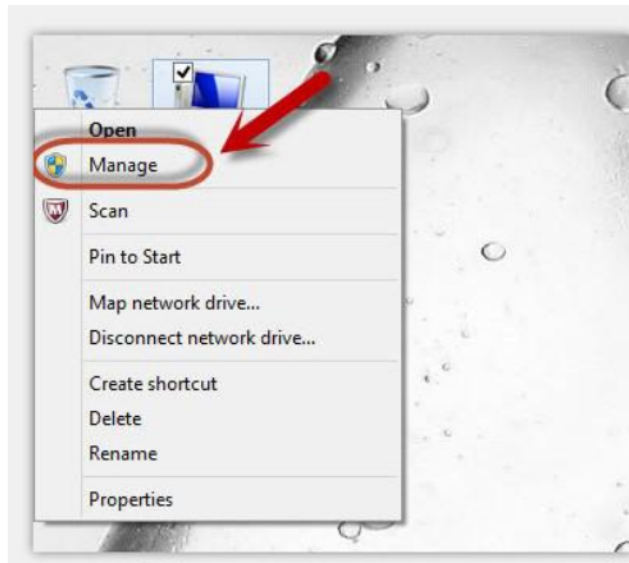 Open
Manage
Scan
Pin to Start
Map network drive...
Disconnect network drive...
Create shortcut
Delete
Rename
Properties